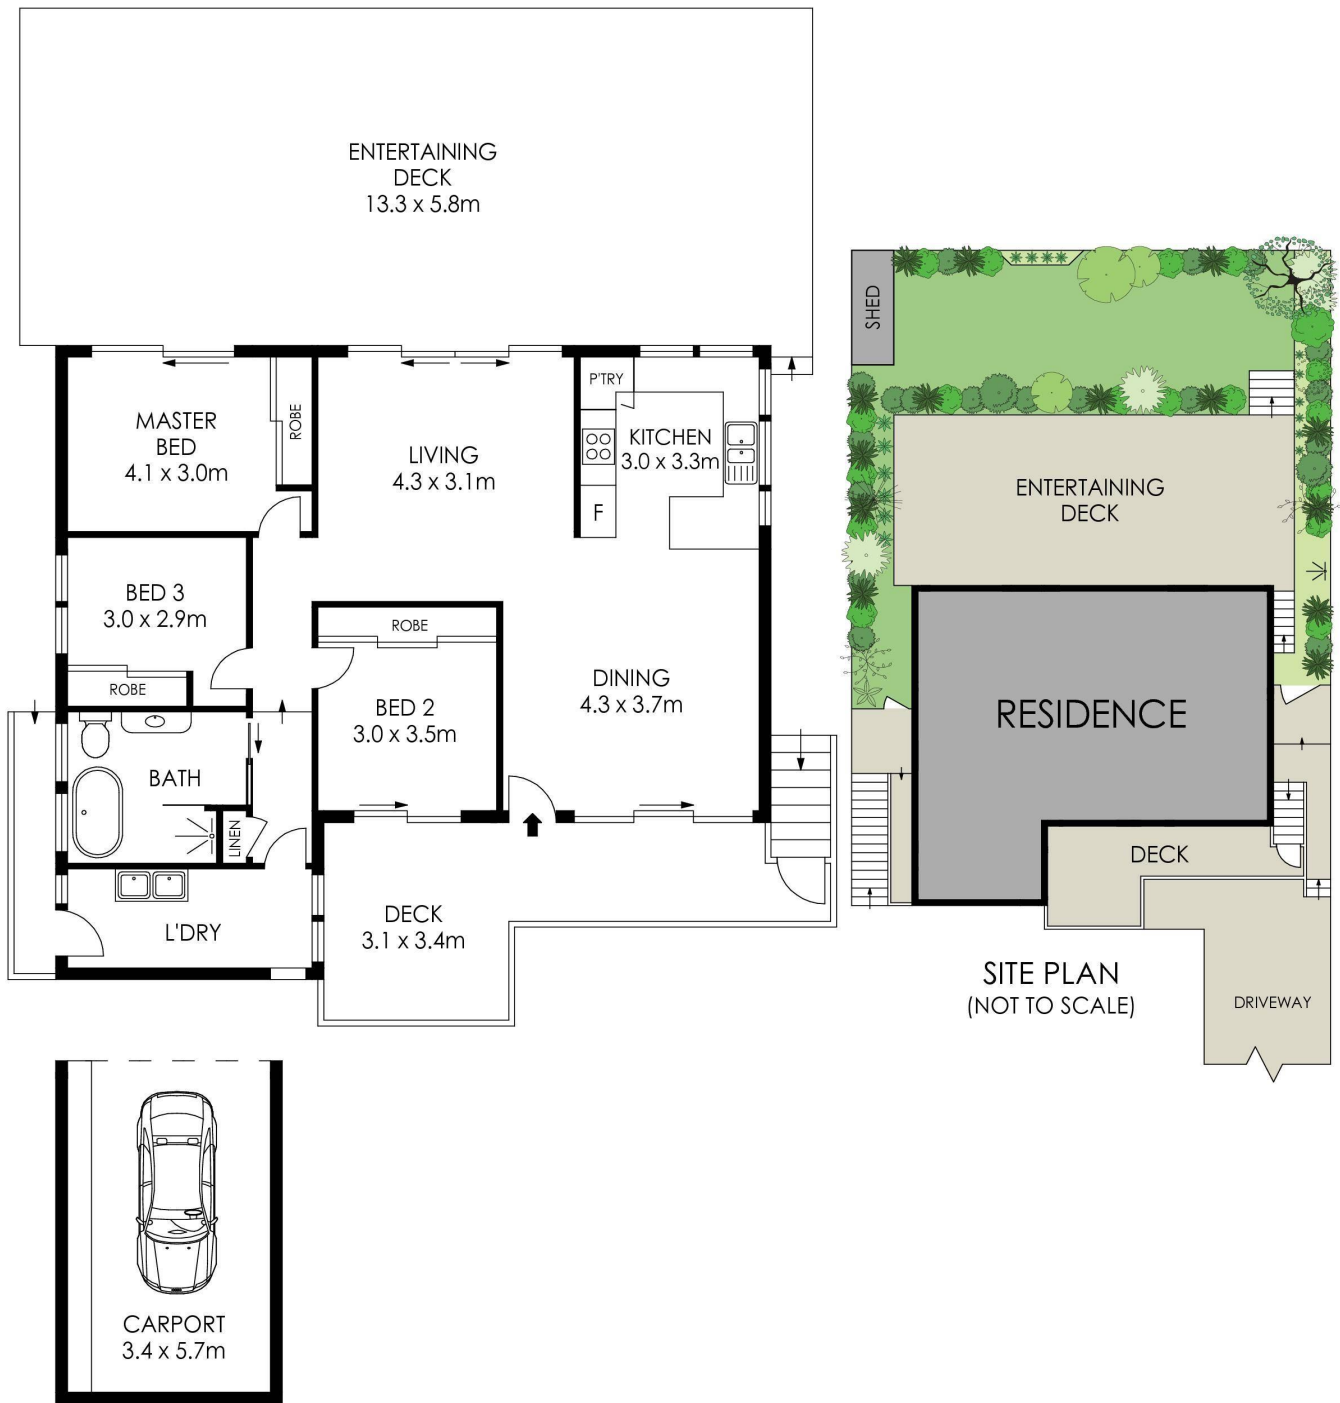 ENTERTAINING
DECK
13.3 x 5.8m
MASTER
BED
4.1 x 3.0m
ROBE
LIVING
4.3 x 3.1m
P'TRY
KITCHEN
3.0 x 3.3m
F
BED 3
3.0 x 2.9m
ROBE
ROBE
BED 2
3.0 x 3.5m
DINING
4.3 x 3.7m
BATH
LINEN
L'DRY
DECK
3.1 x 3.4m
CARPORT
3.4 x 5.7m
SHED
ENTERTAINING
DECK
RESIDENCE
DECK
SITE PLAN
(NOT TO SCALE)
DRIVEWAY